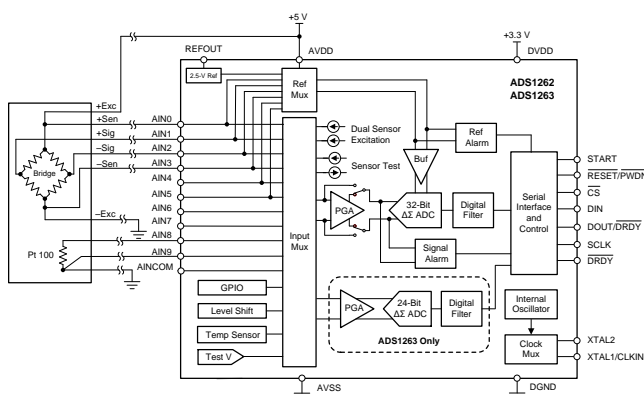 +5 V
REFOUT
AVDD
+3.3 V
DVDD
2.5-V Ref
Ref
Mux
ADS1262
ADS1263
+Exc
+Sen
AIN0
+Sig
AIN1
–Sig
AIN2
–Sen
AIN3
AIN4
AIN5
AIN6
–Exc
AIN7
AIN8
Pt 100
AIN9
AINCOM
Bridge
Dual Sensor
Excitation
Sensor Test
Input
Mux
PGA
Buf
32-Bit
ΔΣ ADC
Digital
Filter
Ref
Alarm
Signal
Alarm
Serial
Interface
and
Control
START
RESET/PWDN
CS
DIN
DOUT/DRDY
SCLK
DRDY
GPIO
Level Shift
Temp Sensor
Test V
PGA
24-Bit
ΔΣ ADC
Digital
Filter
ADS1263 Only
Internal
Oscillator
Clock
Mux
XTAL2
XTAL1/CLKIN
AVSS
DGND